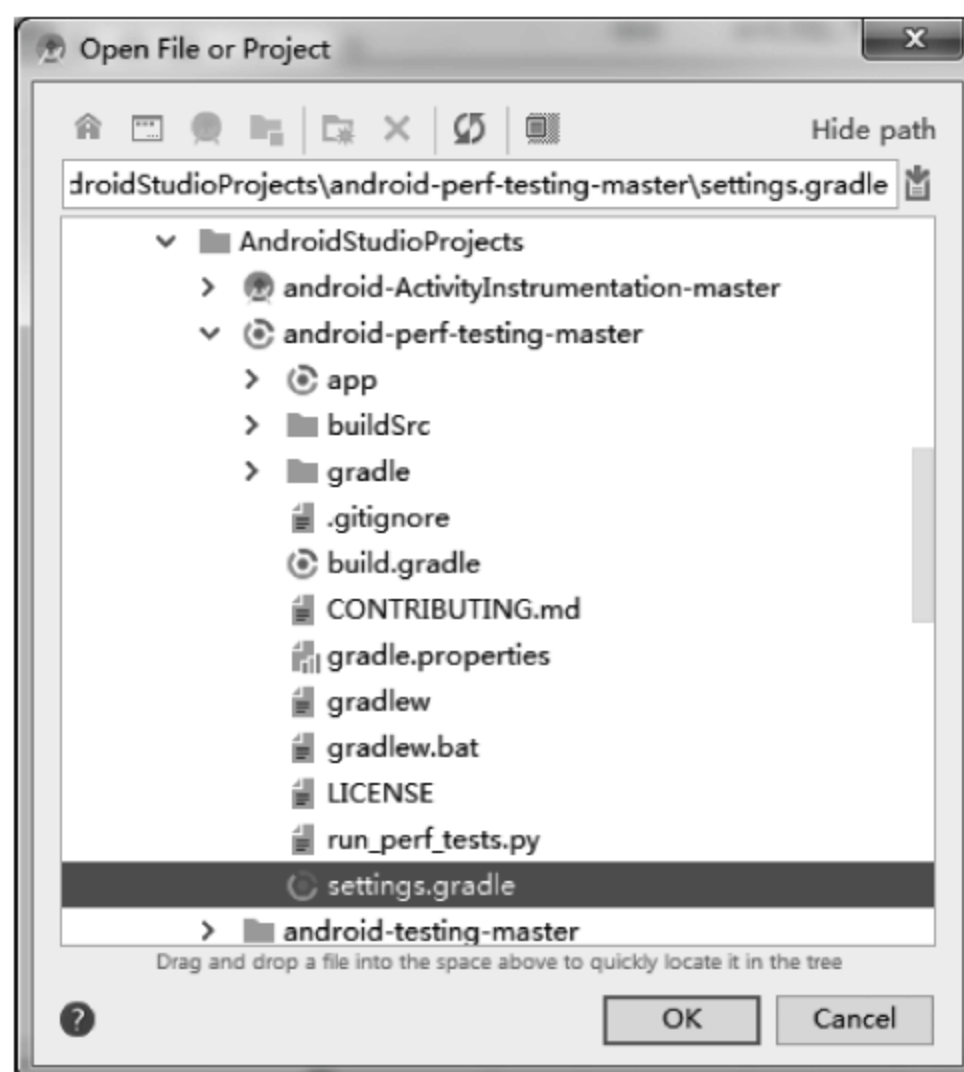 Open File or Project
Hide path
droidStudioProjects\android-perf-testing-master\settings.gradle
AndroidStudioProjects
android-ActivityInstrumentation-master
android-perf-testing-master
app
buildSrc
gradle
.gitignore
build.gradle
CONTRIBUTING.md
gradle.properties
gradlew
gradlew.bat
LICENSE
run_perf_tests.py
settings.gradle
android-testing-master
Drag and drop a file into the space above to quickly locate it in the tree
?
OK Cancel